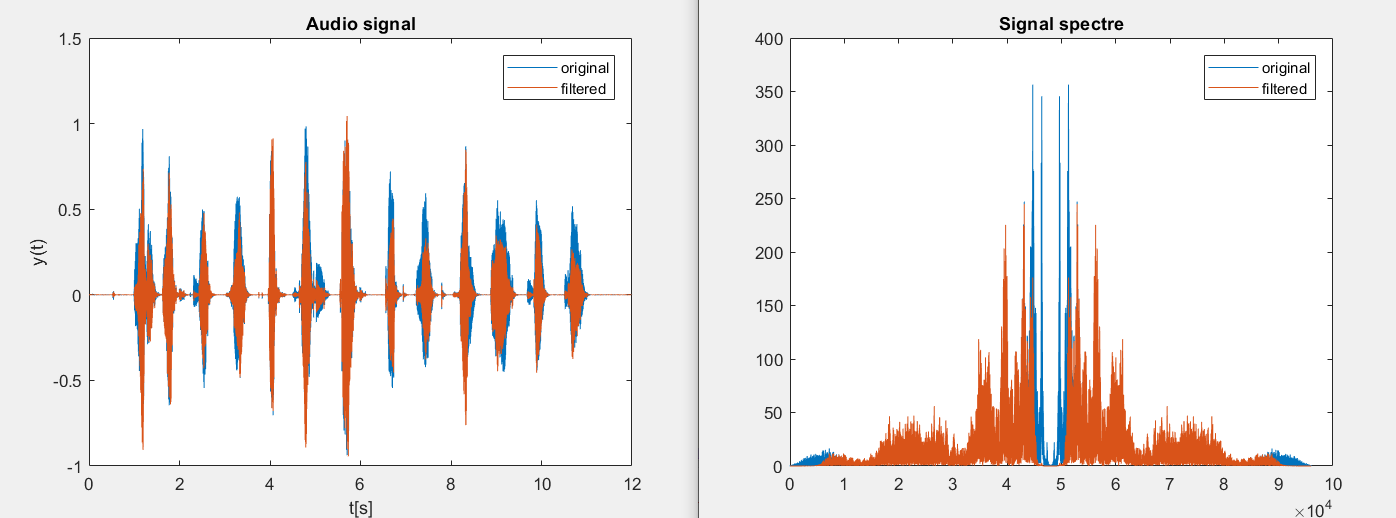 Audio signal
1.5
1
0.5
0
-0.5
-1
y(t)
original
filtered
0 2 4 6 8 10 12
t[s]
Signal spectre
400
350
300
250
200
150
100
50
0
original
filtered
0 1 2 3 4 5 6 7 8 9 10
×10⁴